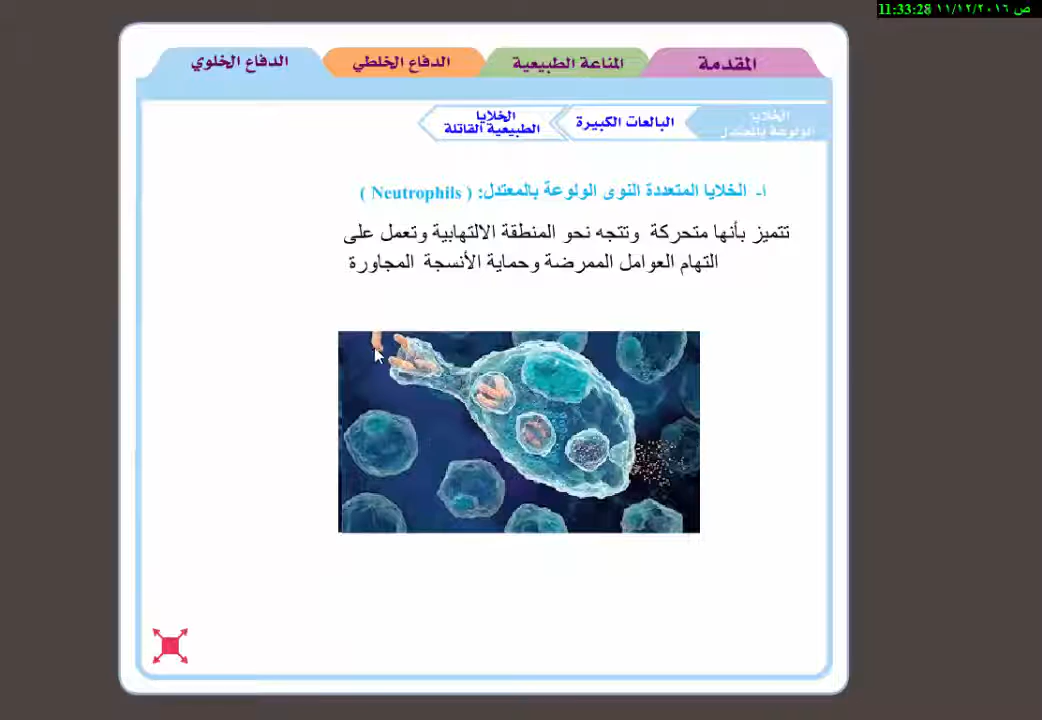 11:33:28 ص ١١/١٢/٢٠١٦
المقدمة
المناعة الطبيعية
الدفاع الخلطي
الدفاع الخلوي
الخلايا
الولوعة بالمعتدل
البالعات الكبيرة
الخلايا
الطبيعية القاتلة
ا- الخلايا المتعددة النوى الولوعة بالمعتدل: ( Neutrophils )
تتميز بأنها متحركة وتتجه نحو المنطقة الالتهابية وتعمل على
التهام العوامل الممرضة وحماية الأنسجة المجاورة